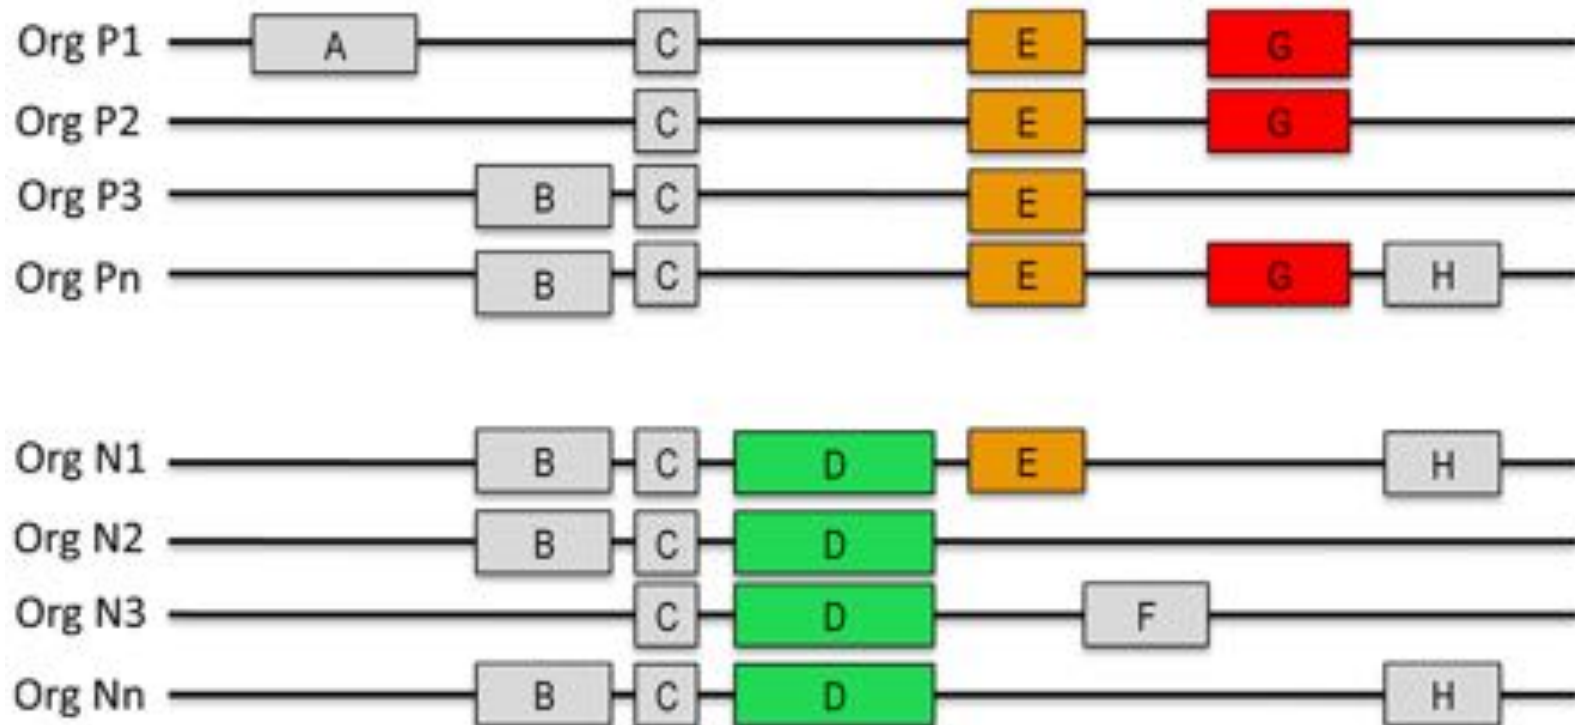 Org P1 A C E G
Org P2 C E G
Org P3 B C E
Org Pn B C E G H
Org N1 B C D E H
Org N2 B C D
Org N3 C D F
Org Nn B C D H